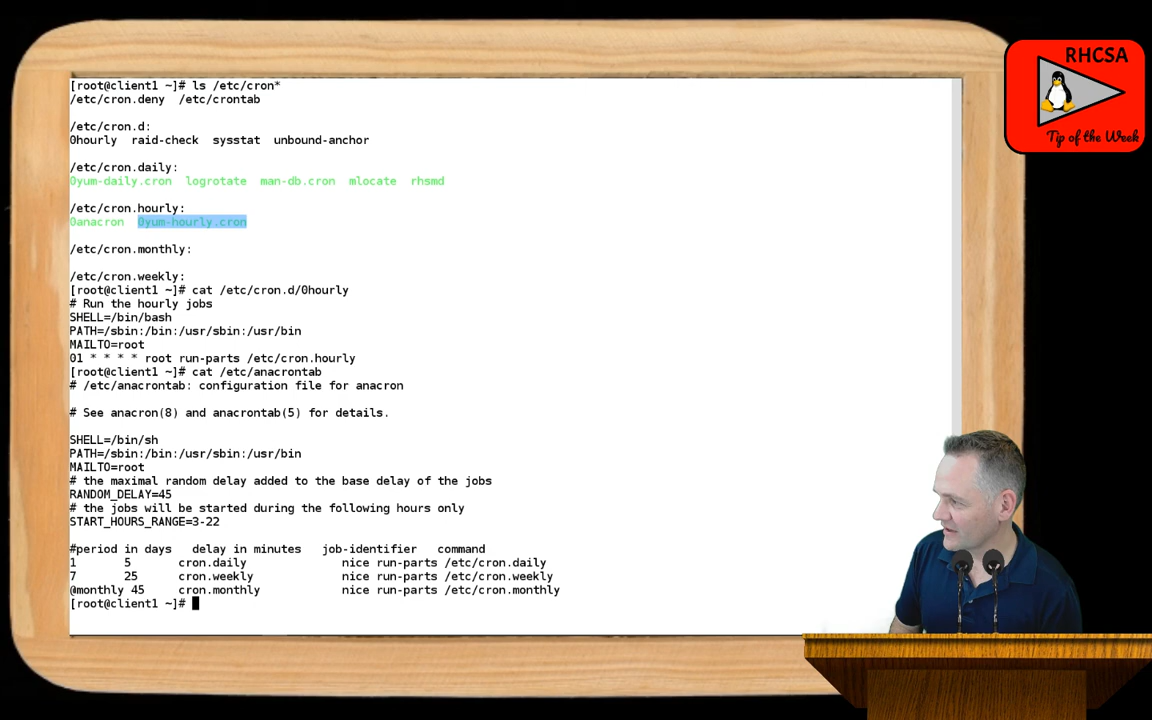 [root@client1 ~]# ls /etc/cron*
/etc/cron.deny  /etc/crontab

/etc/cron.d:
0hourly  raid-check  sysstat  unbound-anchor

/etc/cron.daily:
0yum-daily.cron  logrotate  man-db.cron  mlocate  rhsmd

/etc/cron.hourly:
0anacron  0yum-hourly.cron

/etc/cron.monthly:

/etc/cron.weekly:
[root@client1 ~]# cat /etc/cron.d/0hourly
# Run the hourly jobs
SHELL=/bin/bash
PATH=/sbin:/bin:/usr/sbin:/usr/bin
MAILTO=root
01 * * * * root run-parts /etc/cron.hourly
[root@client1 ~]# cat /etc/anacrontab
# /etc/anacrontab: configuration file for anacron

# See anacron(8) and anacrontab(5) for details.

SHELL=/bin/sh
PATH=/sbin:/bin:/usr/sbin:/usr/bin
MAILTO=root
# the maximal random delay added to the base delay of the jobs
RANDOM_DELAY=45
# the jobs will be started during the following hours only
START_HOURS_RANGE=3-22

#period in days   delay in minutes   job-identifier   command
1       5       cron.daily              nice run-parts /etc/cron.daily
7       25      cron.weekly             nice run-parts /etc/cron.weekly
@monthly 45     cron.monthly            nice run-parts /etc/cron.monthly
[root@client1 ~]#
RHCSA
Tip of the Week